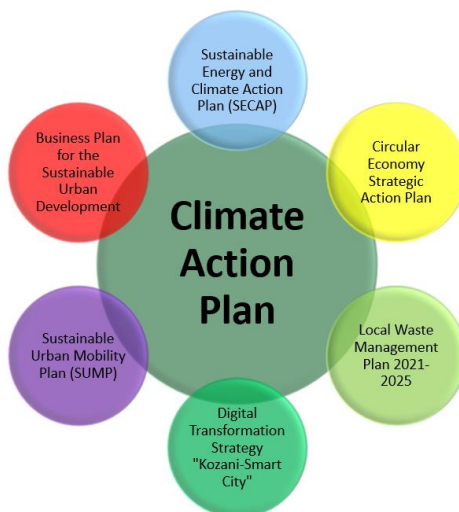 Sustainable
Energy and
Climate Action
Plan (SECAP)
Business Plan
for the
Sustainable
Urban
Development
Circular
Economy
Strategic
Action Plan
Climate
Action
Plan
Sustainable
Urban Mobility
Plan (SUMP)
Local Waste
Management
Plan 2021-
2025
Digital
Transformation
Strategy
"Kozani-Smart
City"